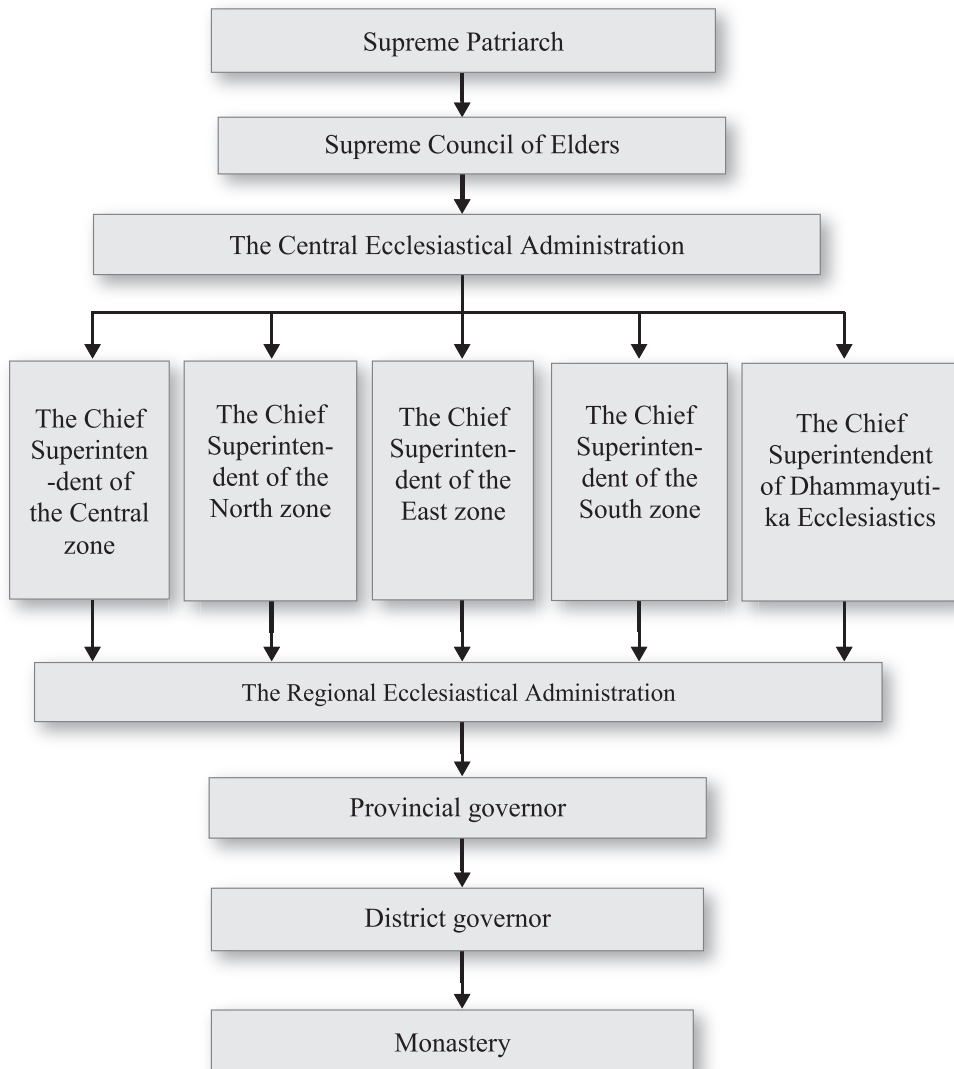 Supreme Patriarch
Supreme Council of Elders
The Central Ecclesiastical Administration
The Chief
Superinten
-dent of
the Central
zone
The Chief
Superinten-
dent of the
North zone
The Chief
Superinten-
dent of the
East zone
The Chief
Superinten-
dent of the
South zone
The Chief
Superintendent
of Dhammayuti-
ka Ecclesiastics
The Regional Ecclesiastical Administration
Provincial governor
District governor
Monastery